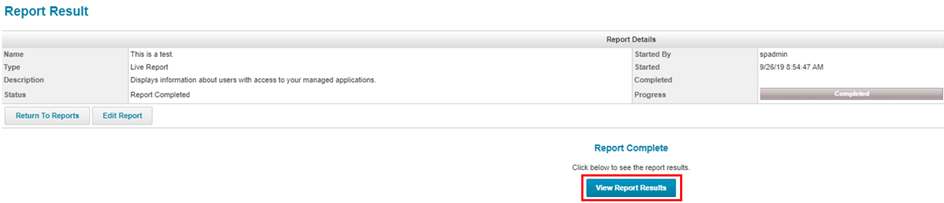 Report Result
Report Details
Name This is a test. Started By spadmin
Type Live Report Started 9/26/19 8:54:47 AM
Description Displays information about users with access to your managed applications. Completed
Status Report Completed Progress Completed
Return To Reports Edit Report
Report Complete
Click below to see the report results.
View Report Results